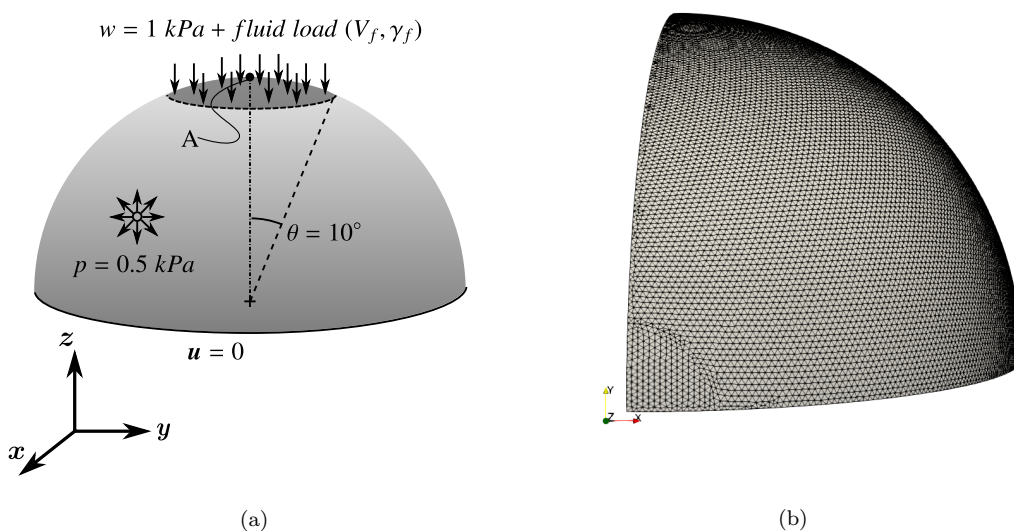 w = 1 kPa + fluid load (V_f, γ_f)
A
θ = 10°
p = 0.5 kPa
u = 0
z
y
x
Y
Z
X
(a)
(b)